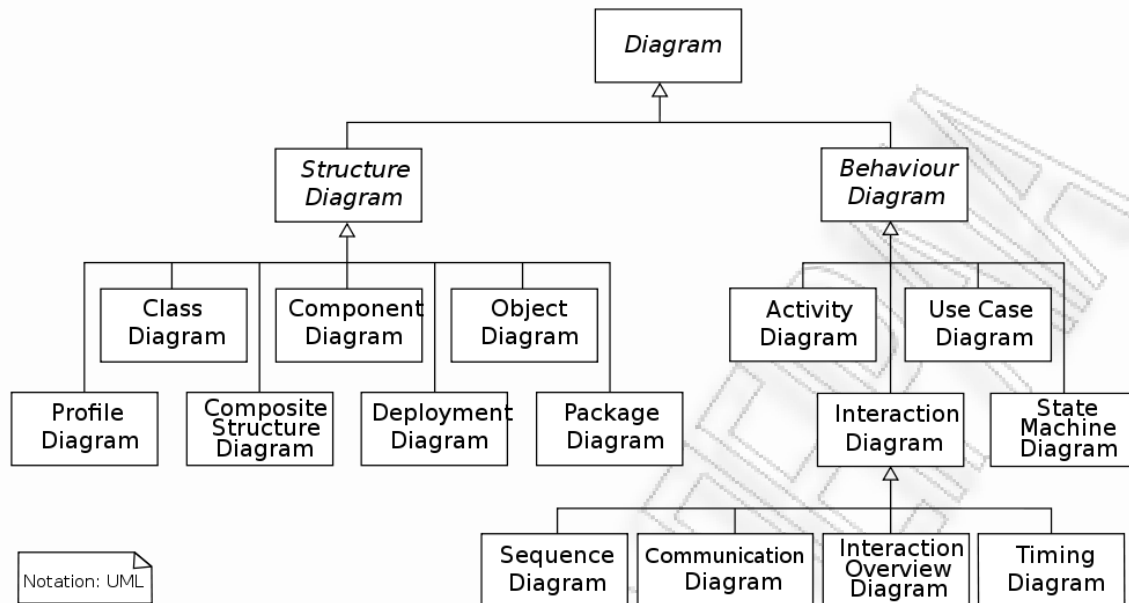 Diagram
Structure
Diagram
Behaviour
Diagram
Class
Diagram
Component
Diagram
Object
Diagram
Activity
Diagram
Use Case
Diagram
Profile
Diagram
Composite
Structure
Diagram
Deployment
Diagram
Package
Diagram
Interaction
Diagram
State
Machine
Diagram
Sequence
Diagram
Communication
Diagram
Interaction
Overview
Diagram
Timing
Diagram
Notation: UML